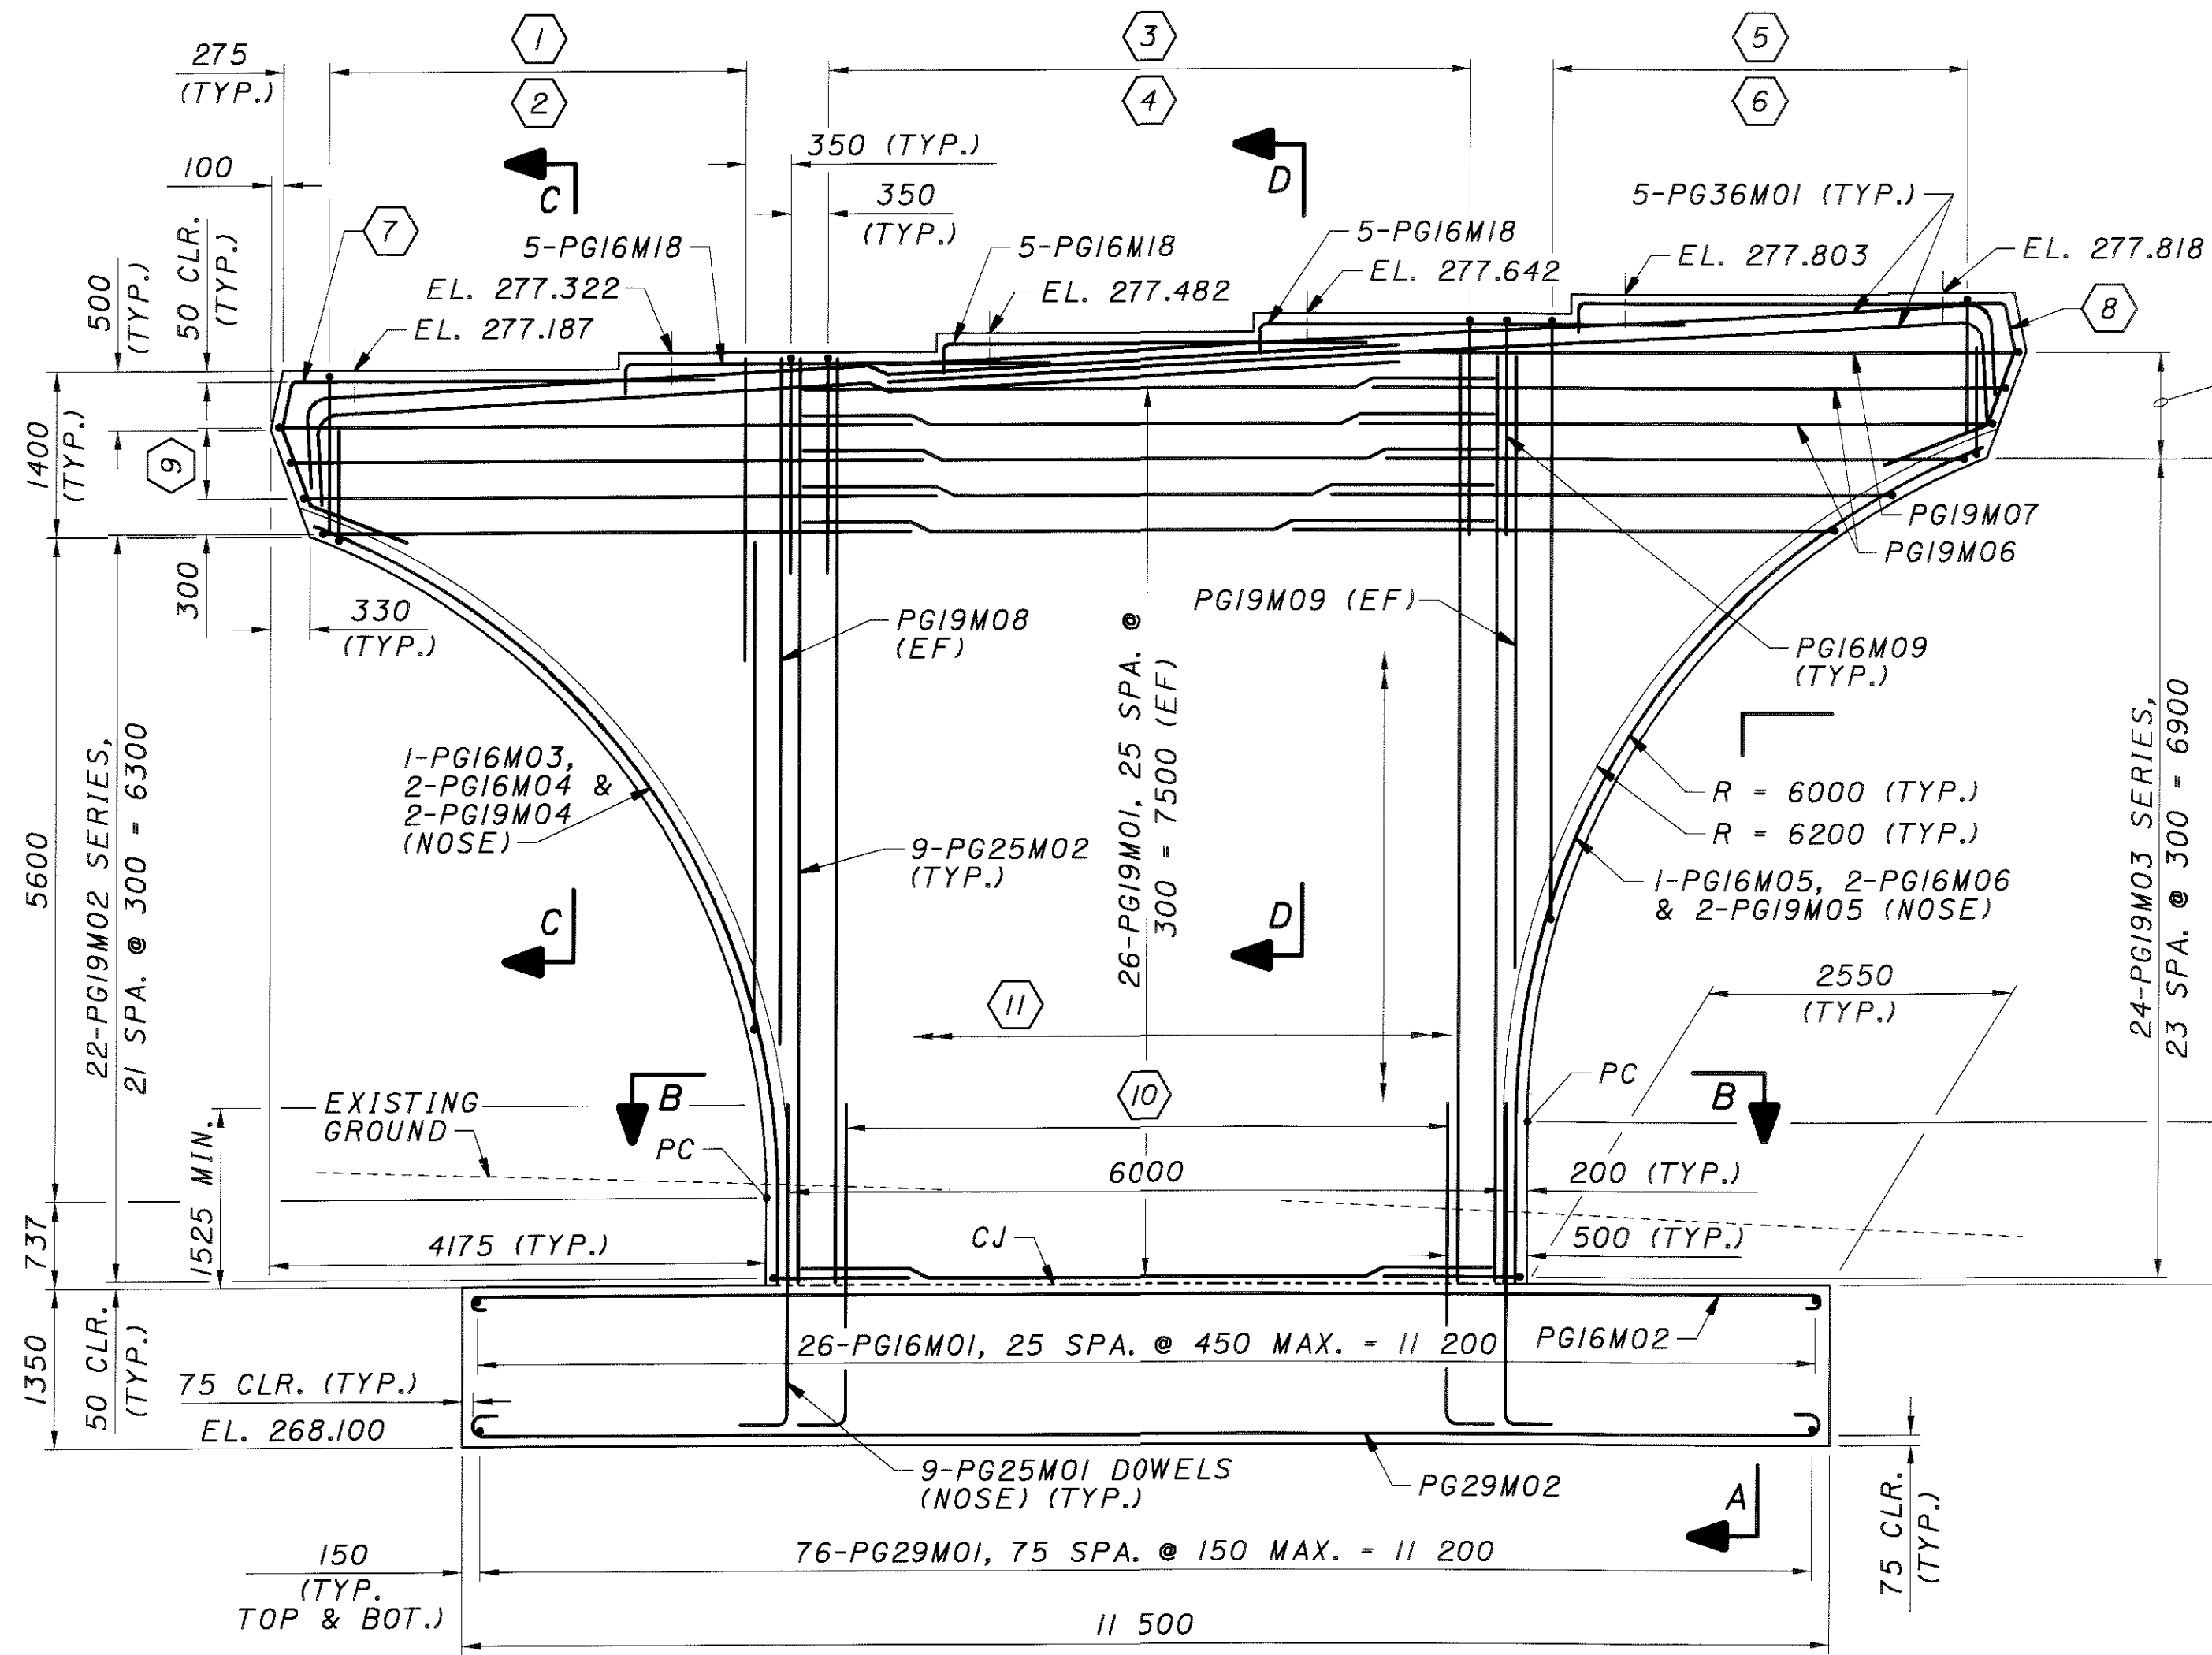 1
3
5
2
4
6
275
(TYP.)
350 (TYP.)
350
(TYP.)
100
C
D
7
8
9
5-PG36M01 (TYP.)
5-PG16M18
5-PG16M18
5-PG16M18
EL. 277.187
EL. 277.322
EL. 277.482
EL. 277.642
EL. 277.803
EL. 277.818
500
(TYP.)
50 CLR.
(TYP.)
1400
(TYP.)
300
330
(TYP.)
PG19M07
PG19M06
PG19M08
(EF)
PG19M09 (EF)
PG16M09
(TYP.)
26-PG19M01, 25 SPA. @
300 = 7500 (EF)
22-PG19M02 SERIES,
21 SPA. @ 300 = 6300
24-PG19M03 SERIES,
23 SPA. @ 300 = 6900
5600
1-PG16M03,
2-PG16M04 &
2-PG19M04
(NOSE)
9-PG25M02
(TYP.)
R = 6000 (TYP.)
R = 6200 (TYP.)
1-PG16M05, 2-PG16M06
& 2-PG19M05 (NOSE)
C
D
2550
(TYP.)
11
10
B
B
EXISTING
GROUND
PC
PC
1525 MIN.
6000
200 (TYP.)
500 (TYP.)
737
4175 (TYP.)
CJ
1350
50 CLR.
(TYP.)
26-PG16M01, 25 SPA. @ 450 MAX. = 11 200
PG16M02
75 CLR. (TYP.)
EL. 268.100
9-PG25M01 DOWELS
(NOSE) (TYP.)
PG29M02
A
75 CLR.
(TYP.)
150
(TYP.
TOP & BOT.)
76-PG29M01, 75 SPA. @ 150 MAX. = 11 200
11 500